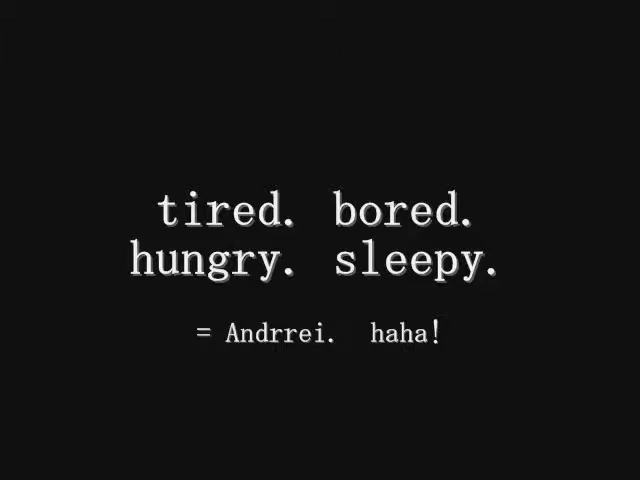 tired. bored.
hungry. sleepy.
= Andrrei. haha!